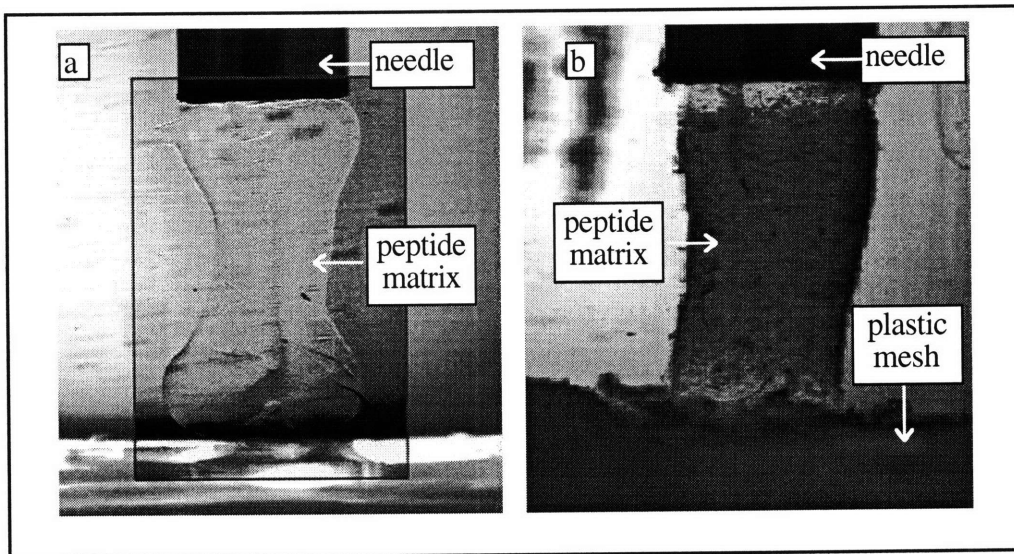 a
needle
peptide
matrix
b
needle
peptide
matrix
plastic
mesh